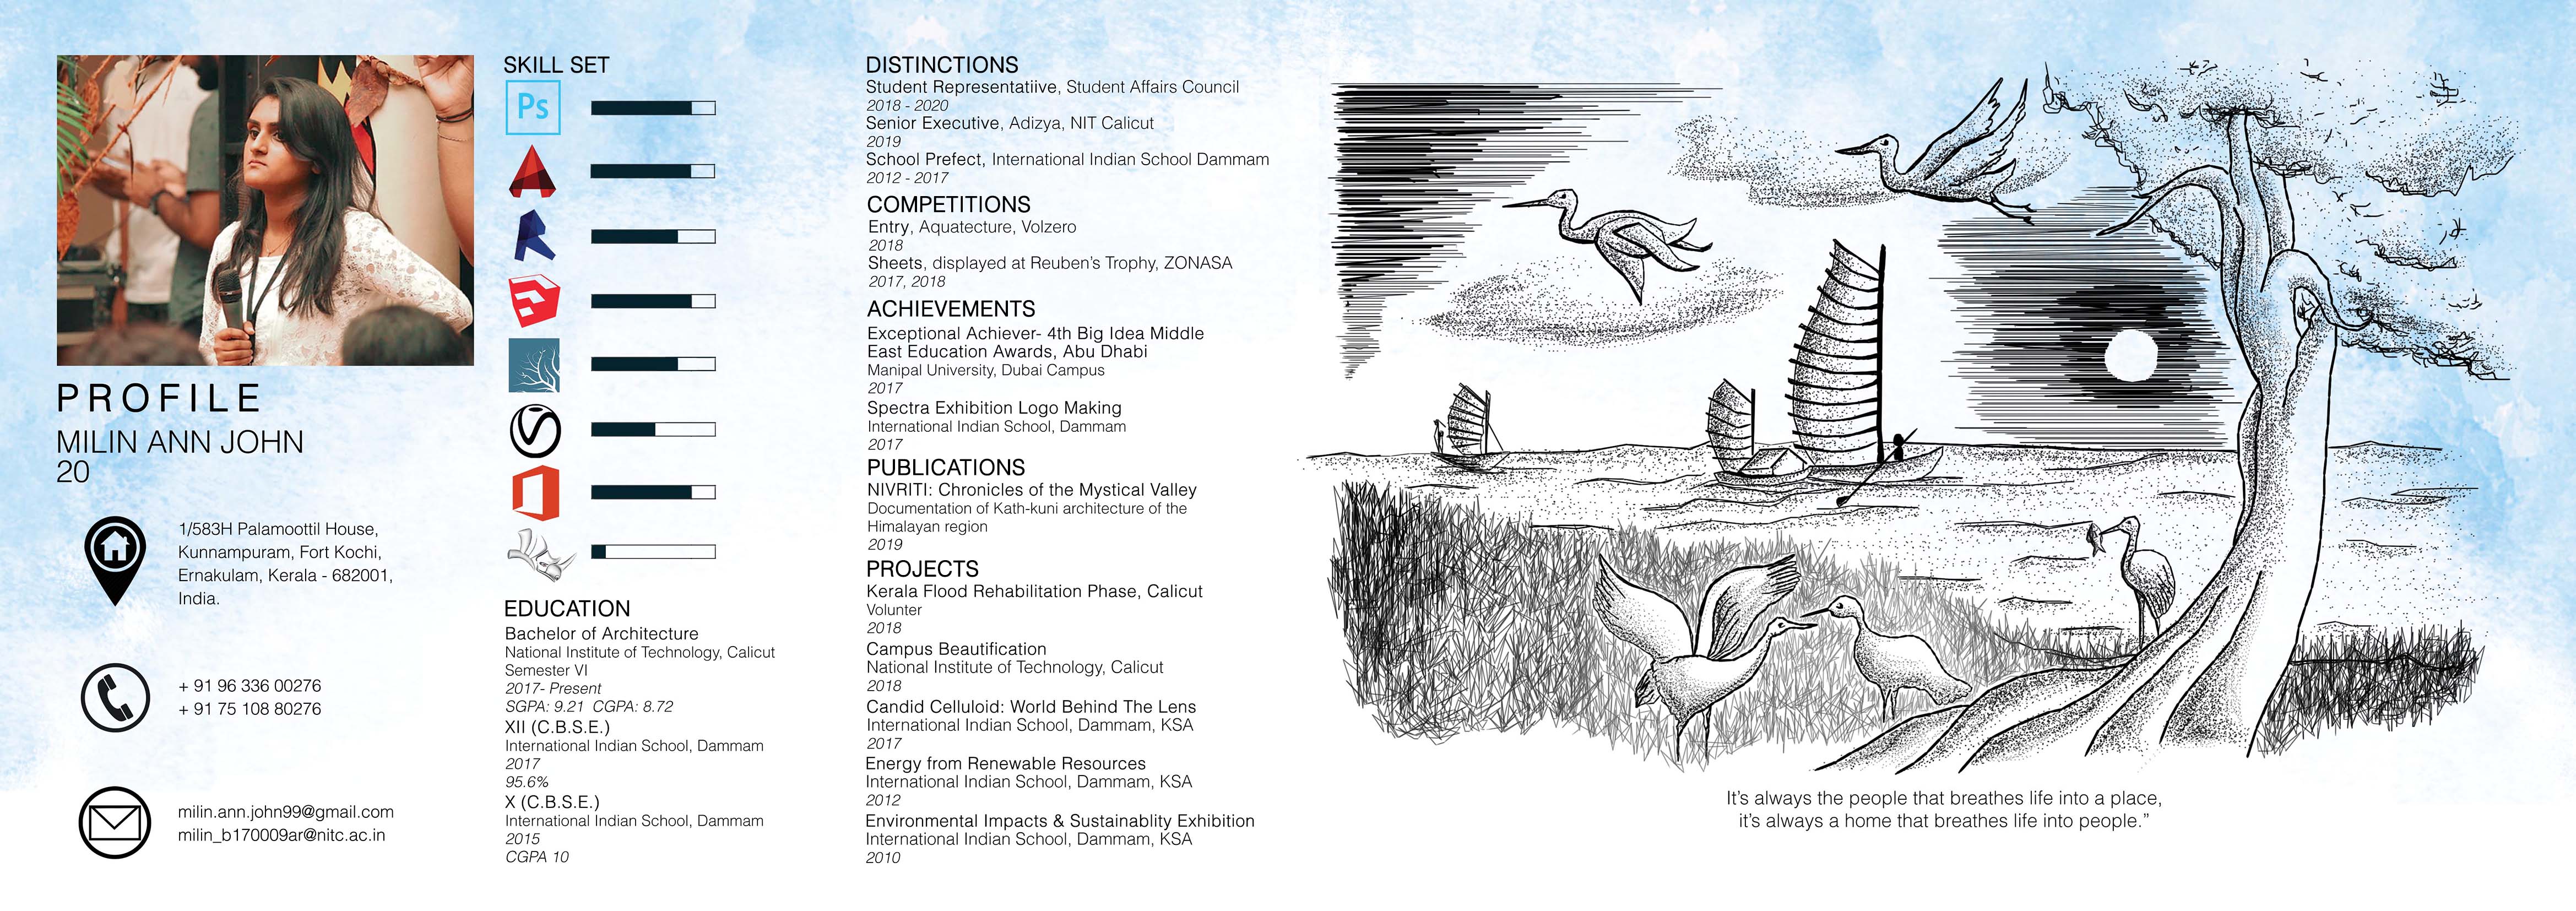 PROFILE
MILIN ANN JOHN
20
1/583H Palamoottil House,
Kunnampuram, Fort Kochi,
Ernakulam, Kerala - 682001,
India.
+ 91 96 336 00276
+ 91 75 108 80276
milin.ann.john99@gmail.com
milin_b170009ar@nitc.ac.in
SKILL SET
Ps
EDUCATION
Bachelor of Architecture
National Institute of Technology, Calicut
Semester VI
2017- Present
SGPA: 9.21 CGPA: 8.72
XII (C.B.S.E.)
International Indian School, Dammam
2017
95.6%
X (C.B.S.E.)
International Indian School, Dammam
2015
CGPA 10
DISTINCTIONS
Student Representatiive, Student Affairs Council
2018 - 2020
Senior Executive, Adizya, NIT Calicut
2019
School Prefect, International Indian School Dammam
2012 - 2017
COMPETITIONS
Entry, Aquatecture, Volzero
2018
Sheets, displayed at Reuben's Trophy, ZONASA
2017, 2018
ACHIEVEMENTS
Exceptional Achiever- 4th Big Idea Middle
East Education Awards, Abu Dhabi
Manipal University, Dubai Campus
2017
Spectra Exhibition Logo Making
International Indian School, Dammam
2017
PUBLICATIONS
NIVRITI: Chronicles of the Mystical Valley
Documentation of Kath-kuni architecture of the
Himalayan region
2019
PROJECTS
Kerala Flood Rehabilitation Phase, Calicut
Volunter
2018
Campus Beautification
National Institute of Technology, Calicut
2018
Candid Celluloid: World Behind The Lens
International Indian School, Dammam, KSA
2017
Energy from Renewable Resources
International Indian School, Dammam, KSA
2012
Environmental Impacts & Sustainablity Exhibition
International Indian School, Dammam, KSA
2010
It's always the people that breathes life into a place,
it's always a home that breathes life into people.”